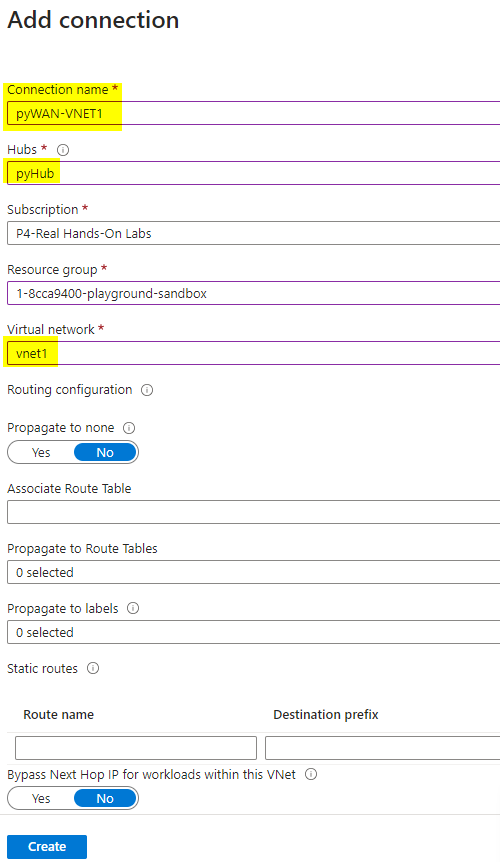 Add connection
Connection name *
pyWAN-VNET1
Hubs *
pyHub
Subscription *
P4-Real Hands-On Labs
Resource group *
1-8cca9400-playground-sandbox
Virtual network *
vnet1
Routing configuration
Propagate to none
Yes No
Associate Route Table
Propagate to Route Tables
0 selected
Propagate to labels
0 selected
Static routes
Route name Destination prefix
Bypass Next Hop IP for workloads within this VNet
Yes No
Create